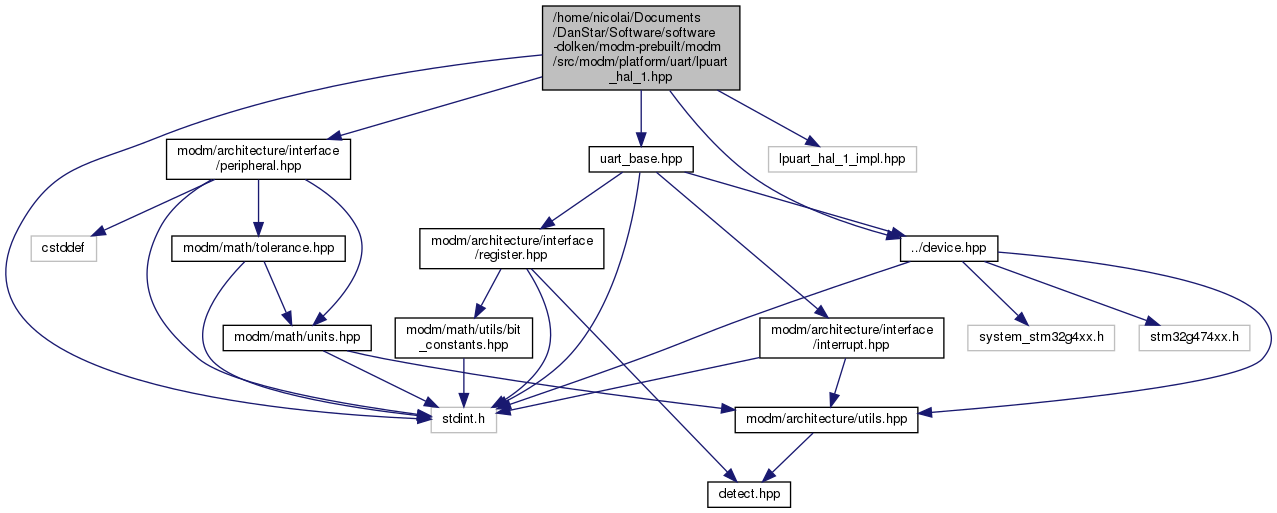 /home/nicolai/Documents
/DanStar/Software/software
-dolken/modm-prebuilt/modm
/src/modm/platform/uart/lpuart
_hal_1.hpp
modm/architecture/interface
/peripheral.hpp
uart_base.hpp
lpuart_hal_1_impl.hpp
cstddef
modm/math/tolerance.hpp
modm/architecture/interface
/register.hpp
../device.hpp
modm/math/units.hpp
modm/math/utils/bit
_constants.hpp
modm/architecture/interface
/interrupt.hpp
system_stm32g4xx.h
stm32g474xx.h
stdint.h
modm/architecture/utils.hpp
detect.hpp